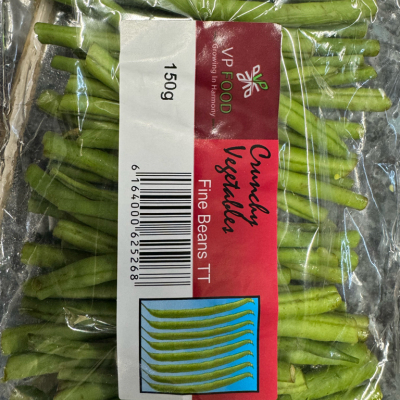 VP FOOD
Growing in Harmony
150g
Crunchy
Vegetables
Fine Beans TT
6 164000 625268